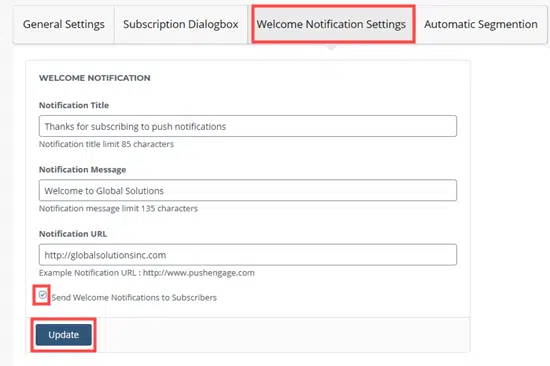 General Settings
Subscription Dialogbox
Welcome Notification Settings
Automatic Segmention
WELCOME NOTIFICATION
Notification Title
Thanks for subscribing to push notifications
Notification title limit 85 characters
Notification Message
Welcome to Global Solutions
Notification message limit 135 characters
Notification URL
http://globalsolutionsinc.com
Example Notification URL : http://www.pushengage.com
Send Welcome Notifications to Subscribers
Update